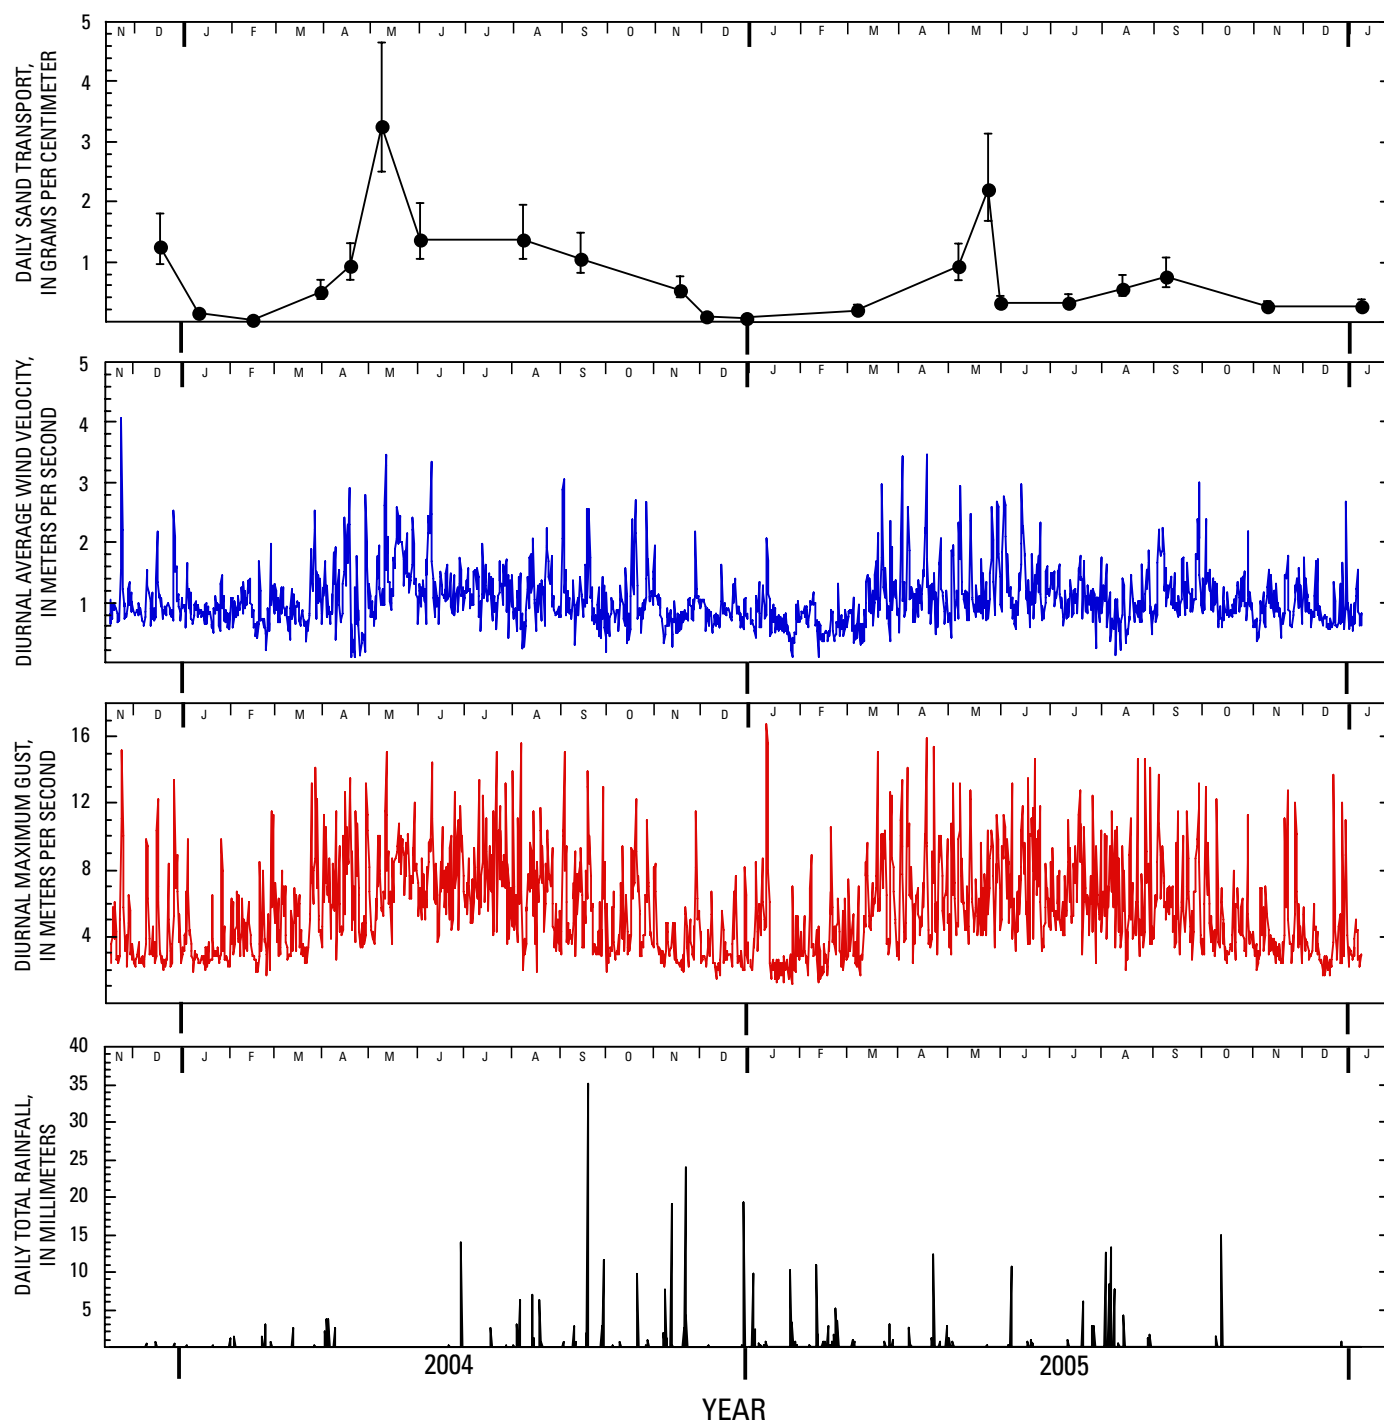 DAILY SAND TRANSPORT,
IN GRAMS PER CENTIMETER
5
4
3
2
1
N D J F M A M J J A S O N D J F M A M J J A S O N D J
DIURNAL AVERAGE WIND VELOCITY,
IN METERS PER SECOND
5
4
3
2
1
N D J F M A M J J A S O N D J F M A M J J A S O N D J
DIURNAL MAXIMUM GUST,
IN METERS PER SECOND
16
12
8
4
N D J F M A M J J A S O N D J F M A M J J A S O N D J
DAILY TOTAL RAINFALL,
IN MILLIMETERS
40
35
30
25
20
15
10
5
N D J F M A M J J A S O N D J F M A M J J A S O N D J
2004 2005
YEAR